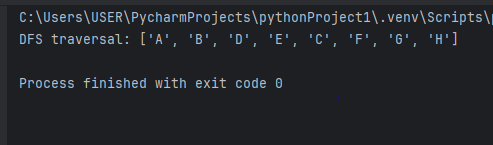 C:\Users\USER\PycharmProjects\pythonProject1\.venv\Scripts\
DFS traversal: ['A', 'B', 'D', 'E', 'C', 'F', 'G', 'H']
Process finished with exit code 0